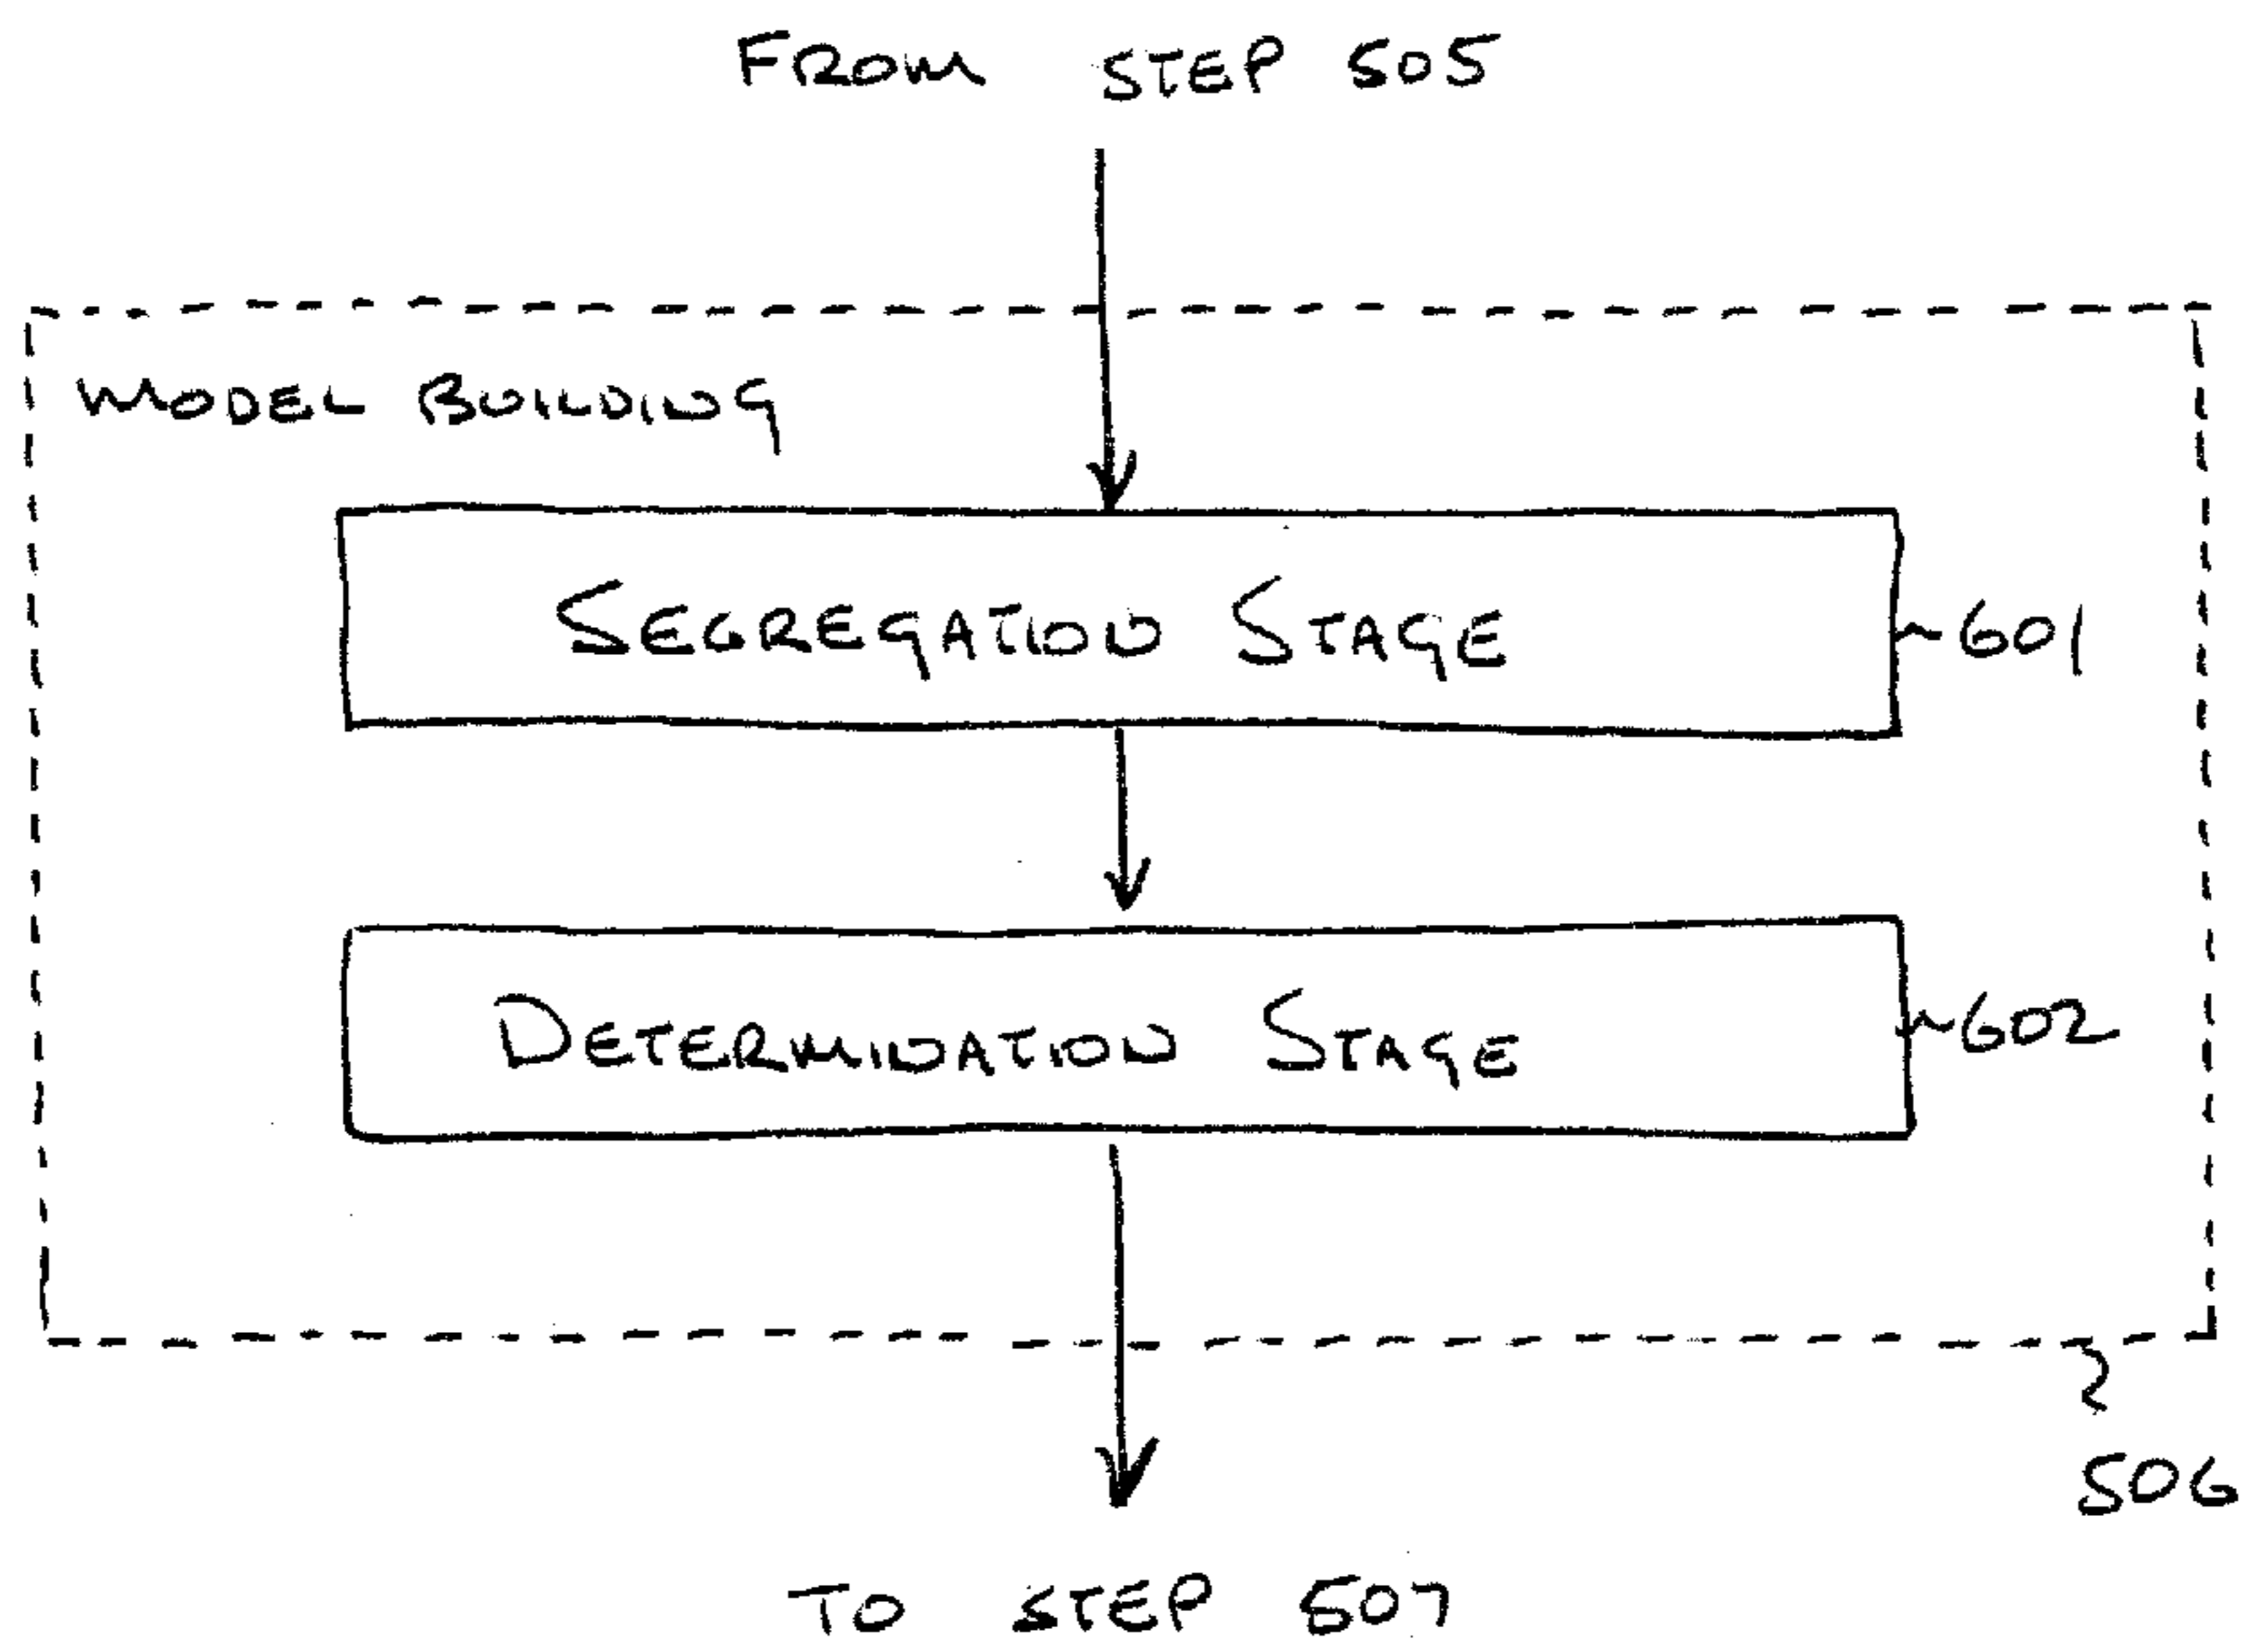 FROM STEP 505
MODEL BUILDING
SEGREGATION STAGE
601
DETERMINATION STAGE
602
506
TO STEP 507